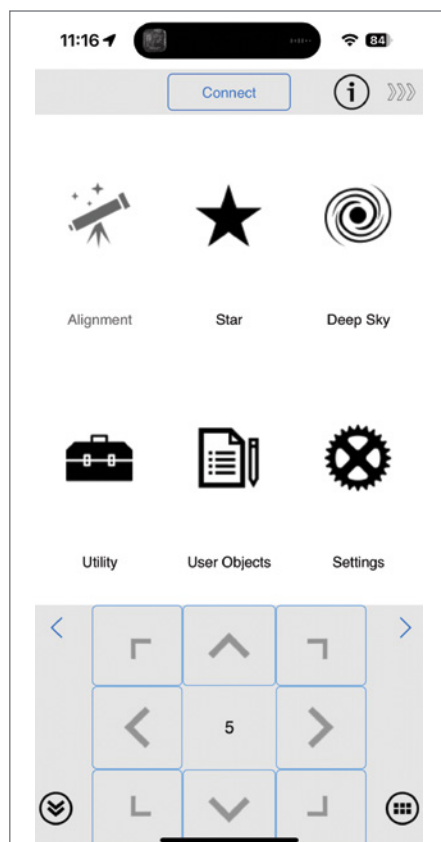 11:16 84
Connect
Alignment Star Deep Sky
Utility User Objects Settings
5